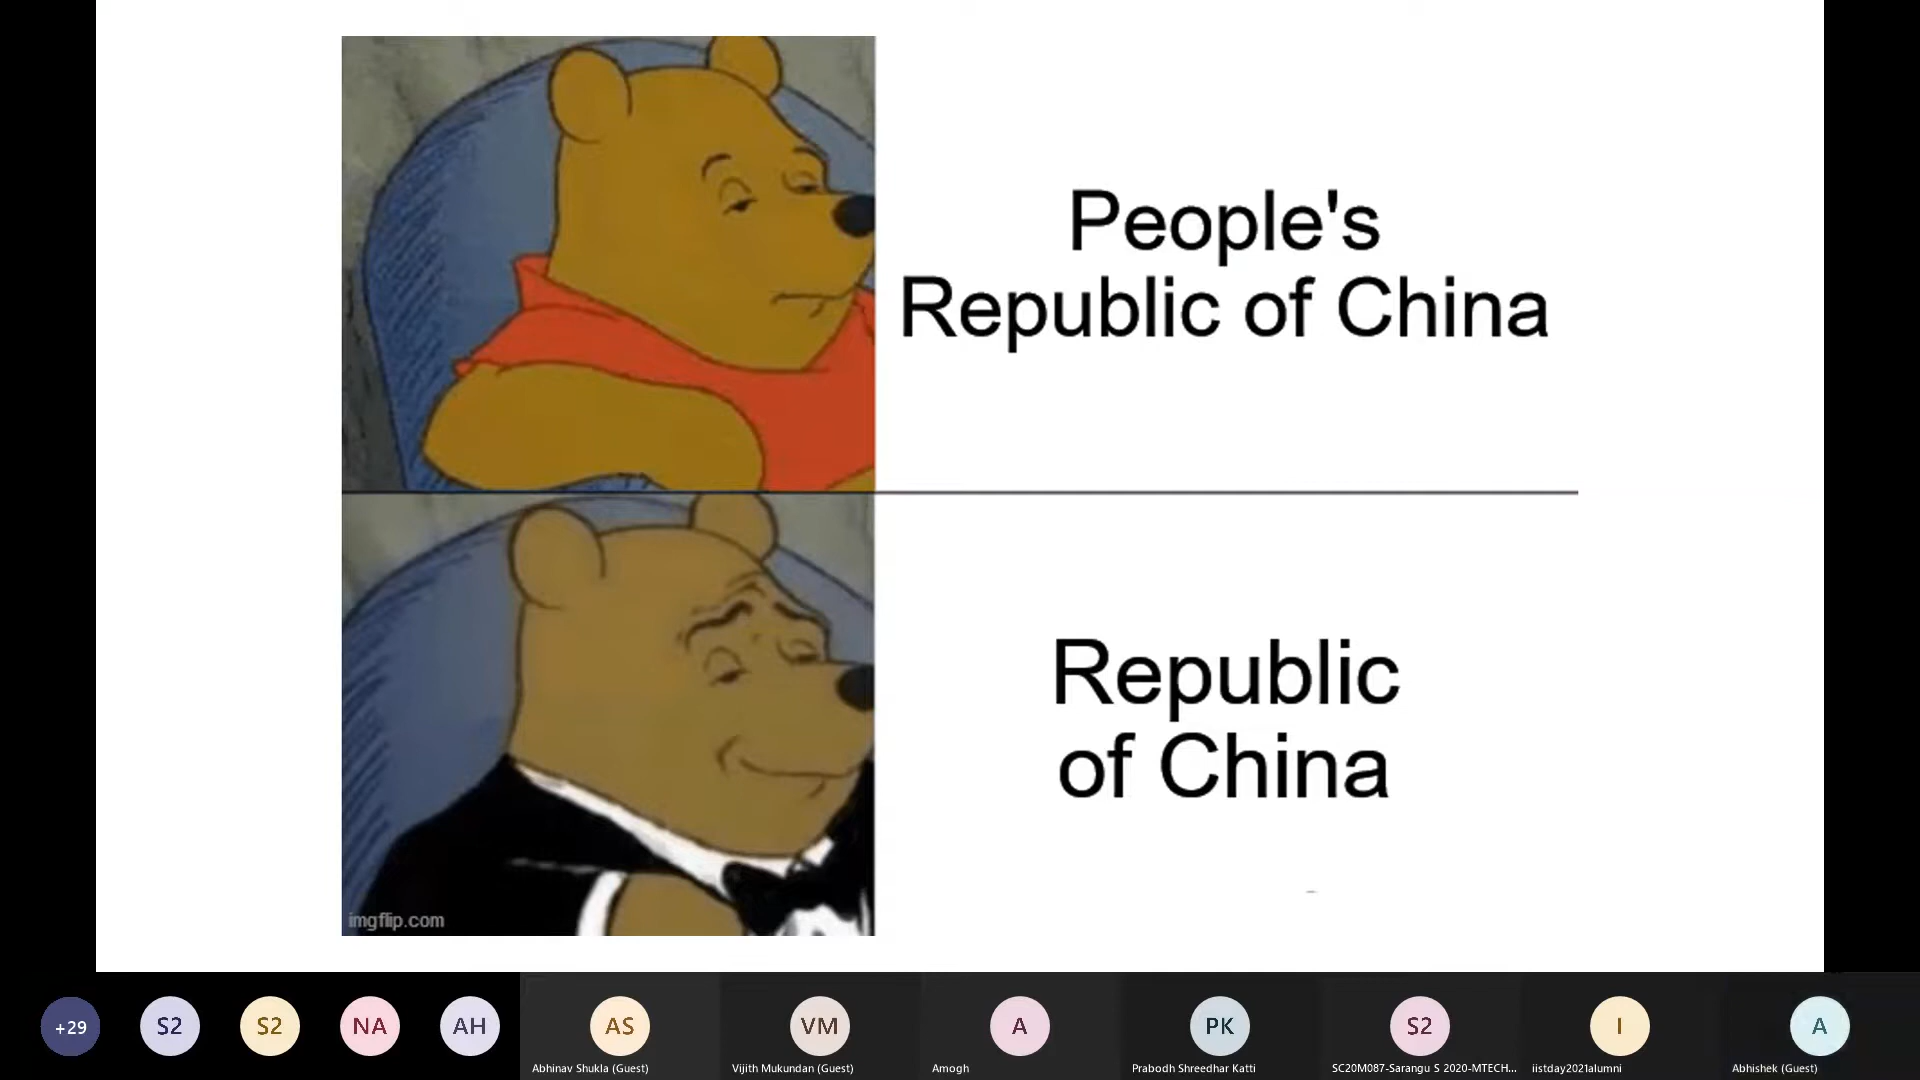 People's
Republic of China
Republic
of China
imgflip.com
+29
S2
S2
NA
AH
AS
VM
A
PK
S2
I
A
Abhinav Shukla (Guest)
Vijith Mukundan (Guest)
Amogh
Prabodh Shreedhar Katti
SC20M087-Sarangu S 2020-MTECH...
iistday2021alumni
Abhishek (Guest)